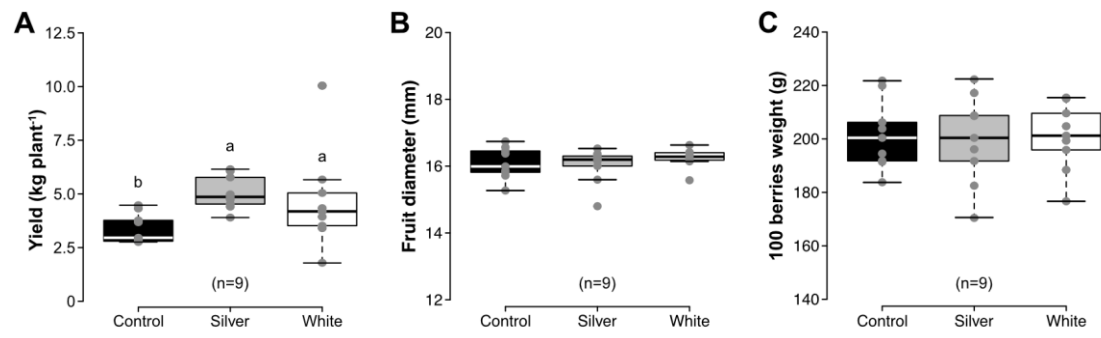 A
Yield (kg plant⁻¹)
12.5
10.0
7.5
5.0
2.5
0
b
a
a
(n=9)
Control
Silver
White
B
Fruit diameter (mm)
20
18
16
14
12
(n=9)
Control
Silver
White
C
100 berries weight (g)
240
220
200
180
160
140
(n=9)
Control
Silver
White